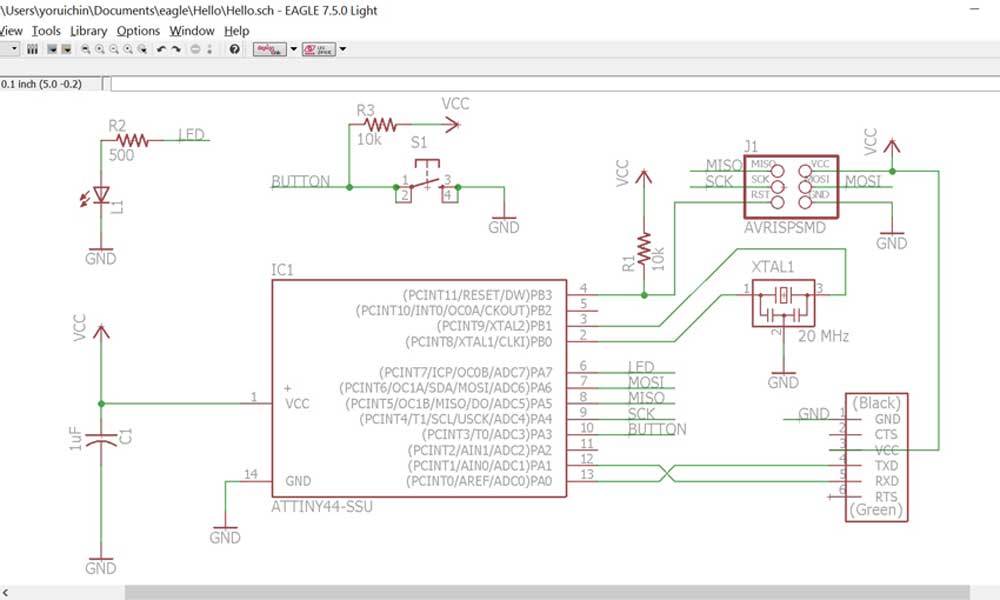 \Users\yoruichin\Documents\eagle\Hello\Hello.sch - EAGLE 7.5.0 Light
View Tools Library Options Window Help
0.1 inch (5.0 -0.2)
R2
500
LED
L1
GND
R3
10k
VCC
S1
BUTTON
1
2
3
4
GND
VCC
R1
10k
J1
MISO
SCK
MISO
SCK
RST
VCC
MOSI
GND
MOSI
AVRISPSMD
VCC
GND
XTAL1
1
3
2
20 MHz
GND
VCC
1uF
C1
GND
IC1
1
+
VCC
14
GND
GND
ATTINY44-SSU
(PCINT11/RESET/DW)PB3 4
(PCINT10/INT0/OC0A/CKOUT)PB2 5
(PCINT9/XTAL2)PB1 3
(PCINT8/XTAL1/CLKI)PB0 2
(PCINT7/ICP/OC0B/ADC7)PA7 6 LED
(PCINT6/OC1A/SDA/MOSI/ADC6)PA6 7 MOSI
(PCINT5/OC1B/MISO/DO/ADC5)PA5 8 MISO
(PCINT4/T1/SCL/USCK/ADC4)PA4 9 SCK
(PCINT3/T0/ADC3)PA3 10 BUTTON
(PCINT2/AIN1/ADC2)PA2 11
(PCINT1/AIN0/ADC1)PA1 12
(PCINT0/AREF/ADC0)PA0 13
(Black)
GND 1 GND
2 CTS
3 VCC
4 TXD
5 RXD
6 RTS
(Green)